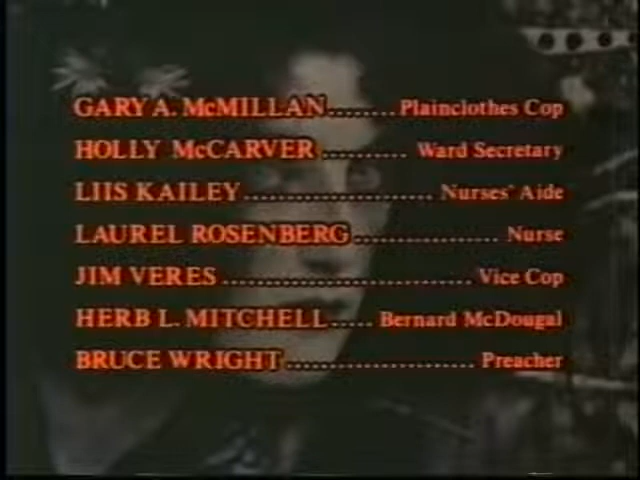 GARY A. McMILLAN....... Plainclothes Cop
HOLLY McCARVER.......... Ward Secretary
LIIS KAILEY...................... Nurses' Aide
LAUREL ROSENBERG................ Nurse
JIM VERES............................ Vice Cop
HERB L. MITCHELL..... Bernard McDougal
BRUCE WRIGHT..................... Preacher